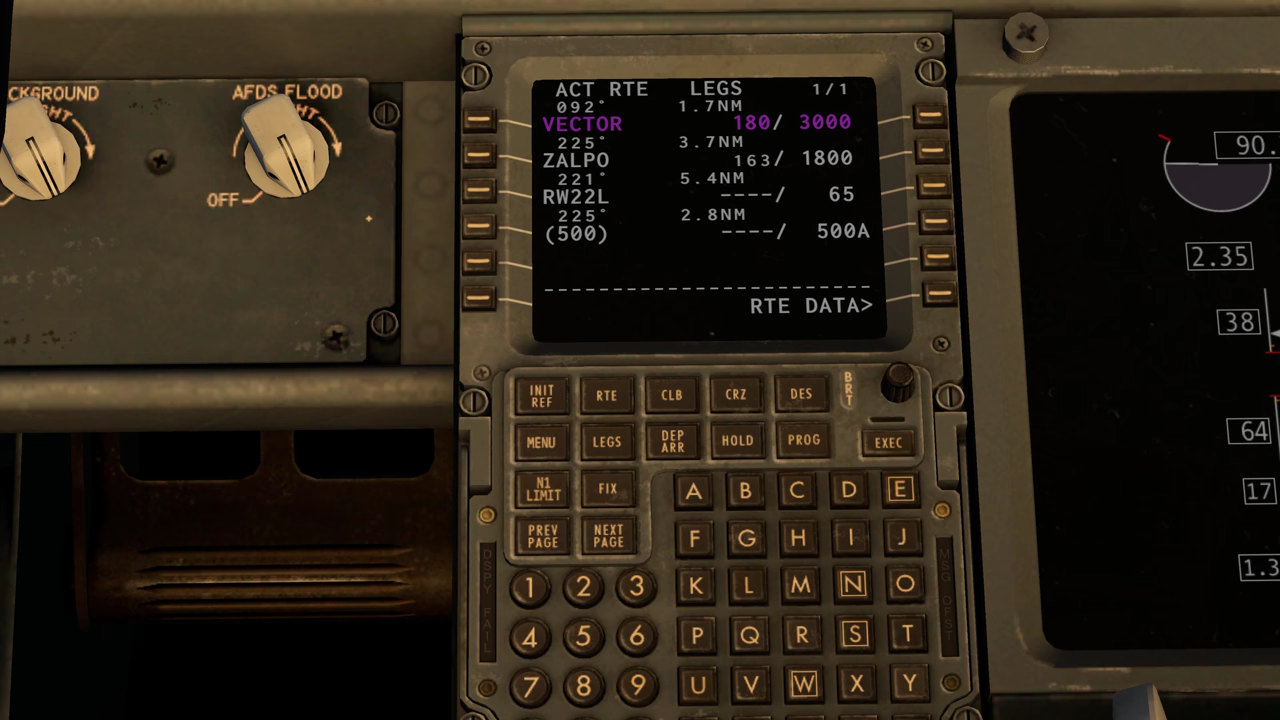 CKGROUND
GHT
AFDS FLOOD
OFF
ACT RTE LEGS 1/1
092° 1.7NM
VECTOR 180/ 3000
225° 3.7NM
ZALPO 163/ 1800
221° 5.4NM
RW22L ----/ 65
225° 2.8NM
(500) ----/ 500A
------------------------
RTE DATA>
INIT REF RTE CLB CRZ DES BRT
MENU LEGS DEP ARR HOLD PROG EXEC
N1 LIMIT FIX
PREV PAGE NEXT PAGE
A B C D E
F G H I J
K L M N O
P Q R S T
U V W X Y
1 2 3
4 5 6
7 8 9
DSPY FAIL
MSG OFST
90.
2.35
38
64
17
1.3